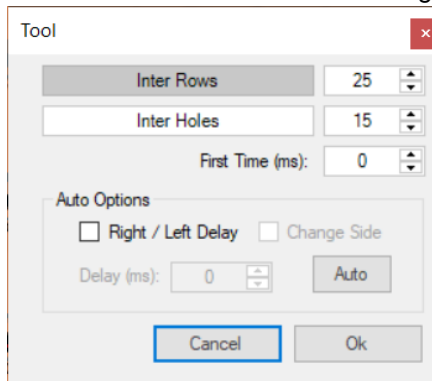 Tool
Inter Rows 25
Inter Holes 15
First Time (ms): 0
Auto Options
Right / Left Delay Change Side
Delay (ms): 0 Auto
Cancel Ok